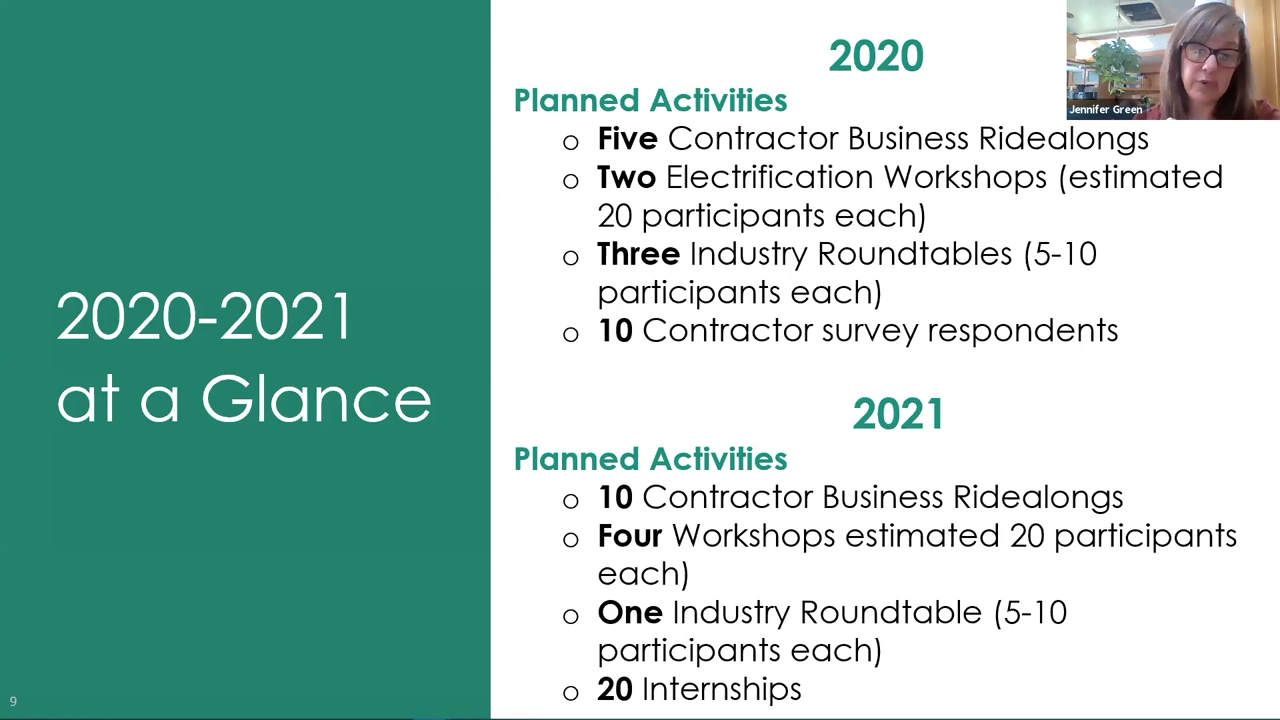 2020-2021
at a Glance
2020
Planned Activities
o Five Contractor Business Ridealongs
o Two Electrification Workshops (estimated
20 participants each)
o Three Industry Roundtables (5-10
participants each)
o 10 Contractor survey respondents
2021
Planned Activities
o 10 Contractor Business Ridealongs
o Four Workshops estimated 20 participants
each)
o One Industry Roundtable (5-10
participants each)
o 20 Internships
Jennifer Green
9